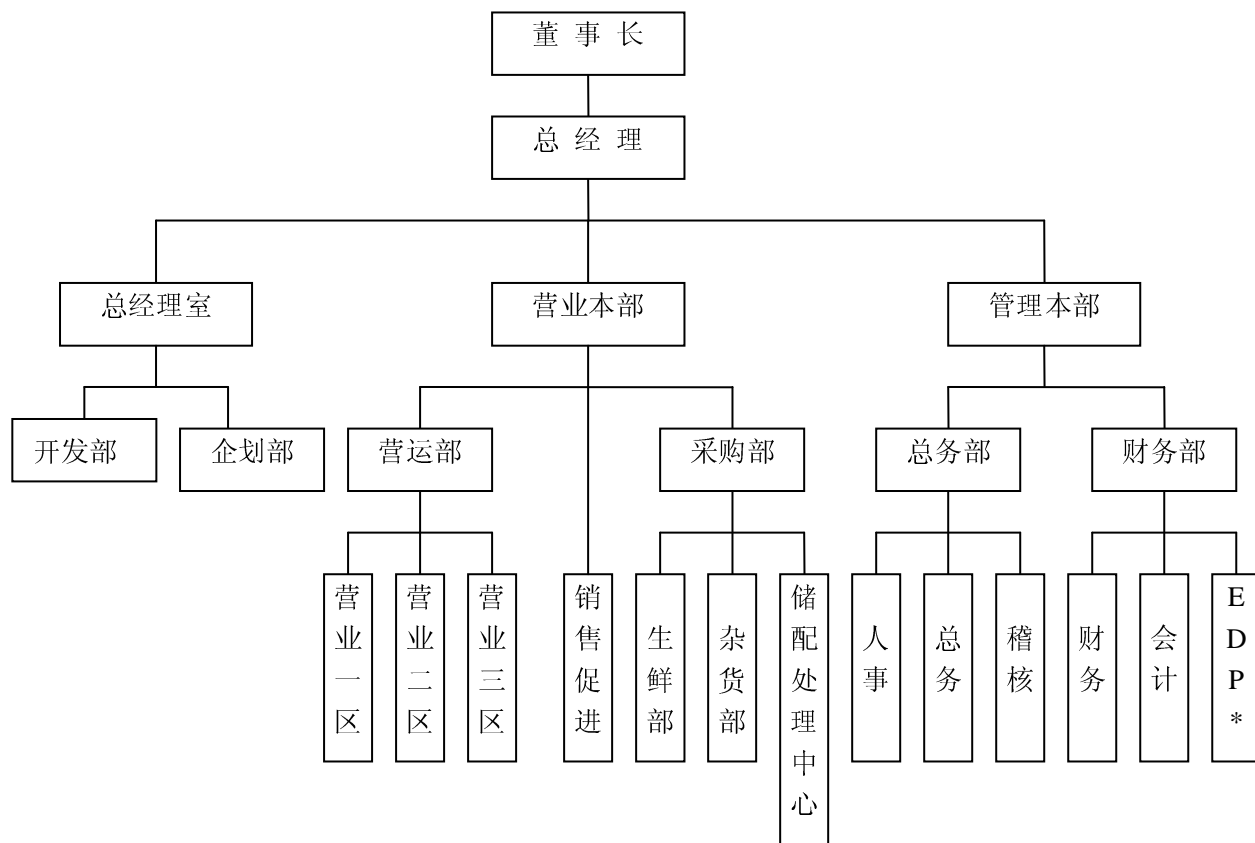 董 事 长
总 经 理
总经理室
营业本部
管理本部
开发部
企划部
营运部
采购部
总务部
财务部
营业一区
营业二区
营业三区
销售促进
生鲜部
杂货部
储配处理中心
人事
总务
稽核
财务
会计
EDP*